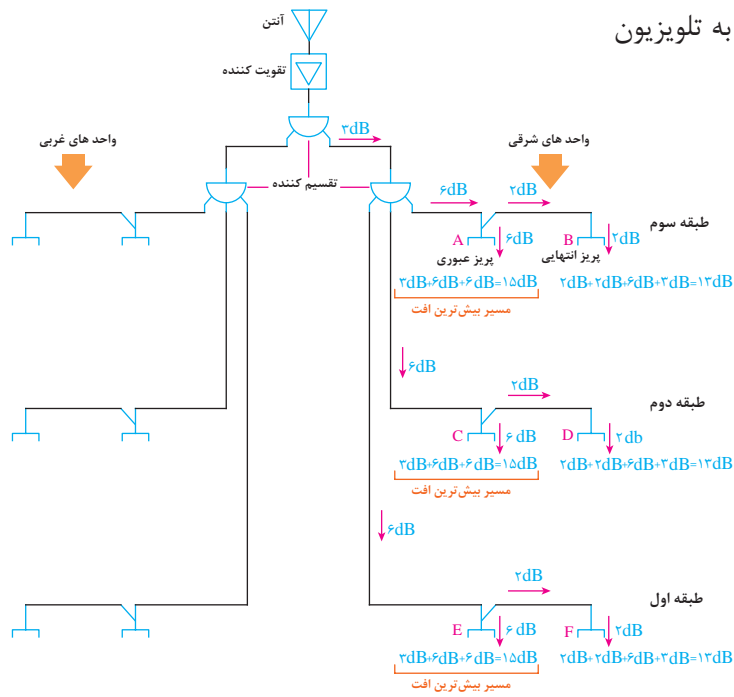 به تلویزیون
آنتن
تقویت کننده
۳dB
واحد های غربی
واحد های شرقی
تقسیم کننده
۶dB
۲dB
طبقه سوم
A
۶dB
B
۲dB
پریز عبوری
پریز انتهایی
۳dB+۶dB+۶dB=۱۵dB
۲dB+۲dB+۶dB+۳dB=۱۳dB
مسیر بیش‌ترین افت
۶dB
۲dB
طبقه دوم
C
۶ dB
D
۲db
۳dB+۶dB+۶dB=۱۵dB
۲dB+۲dB+۶dB+۳dB=۱۳dB
مسیر بیش‌ترین افت
۶dB
۲dB
طبقه اول
E
۶ dB
F
۲dB
۳dB+۶dB+۶dB=۱۵dB
۲dB+۲dB+۶dB+۳dB=۱۳dB
مسیر بیش‌ترین افت